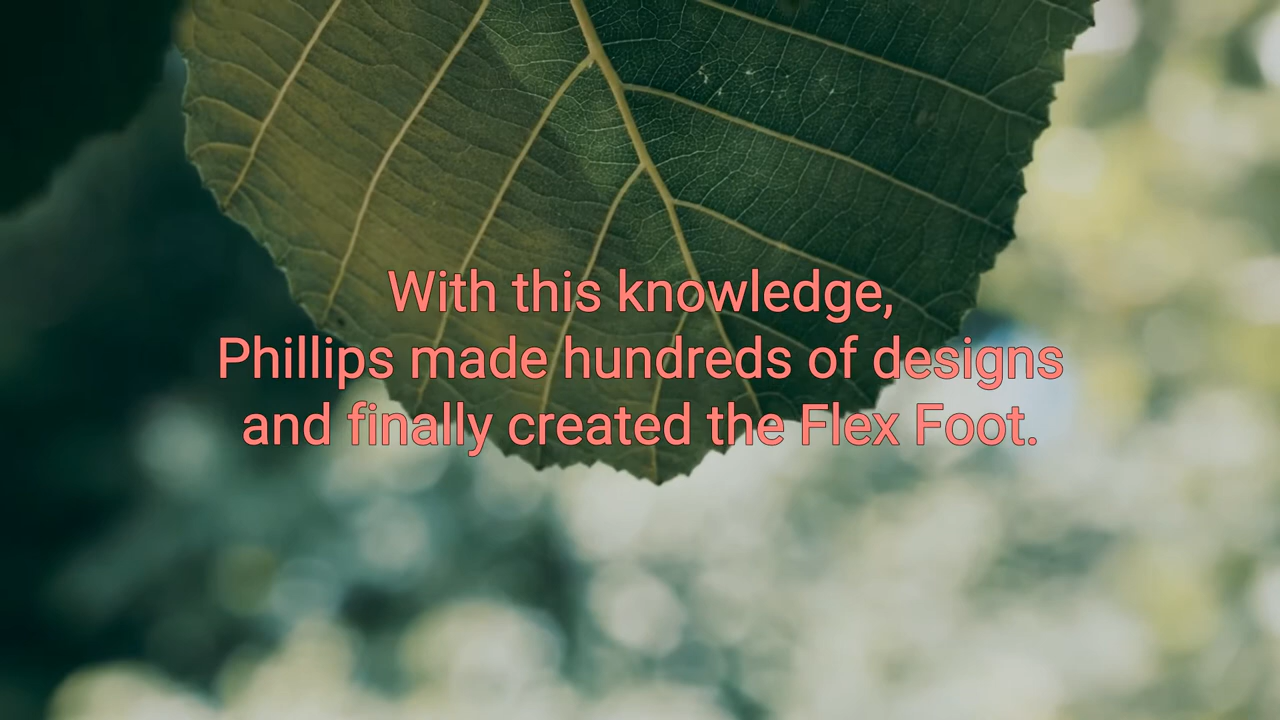 With this knowledge,
Phillips made hundreds of designs
and finally created the Flex Foot.